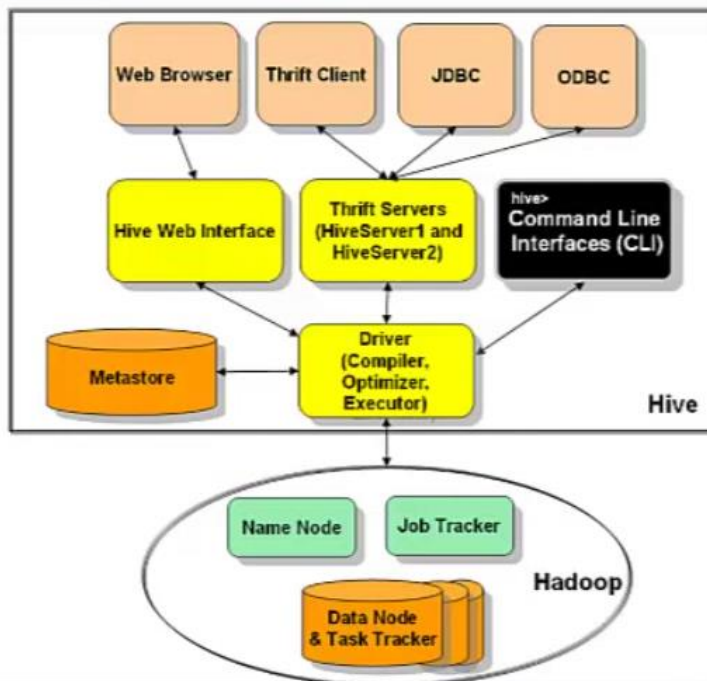 Web Browser
Thrift Client
JDBC
ODBC
Hive Web Interface
Thrift Servers
(HiveServer1 and
HiveServer2)
hive>
Command Line
Interfaces (CLI)
Metastore
Driver
(Compiler,
Optimizer,
Executor)
Hive
Name Node
Job Tracker
Hadoop
Data Node
& Task Tracker